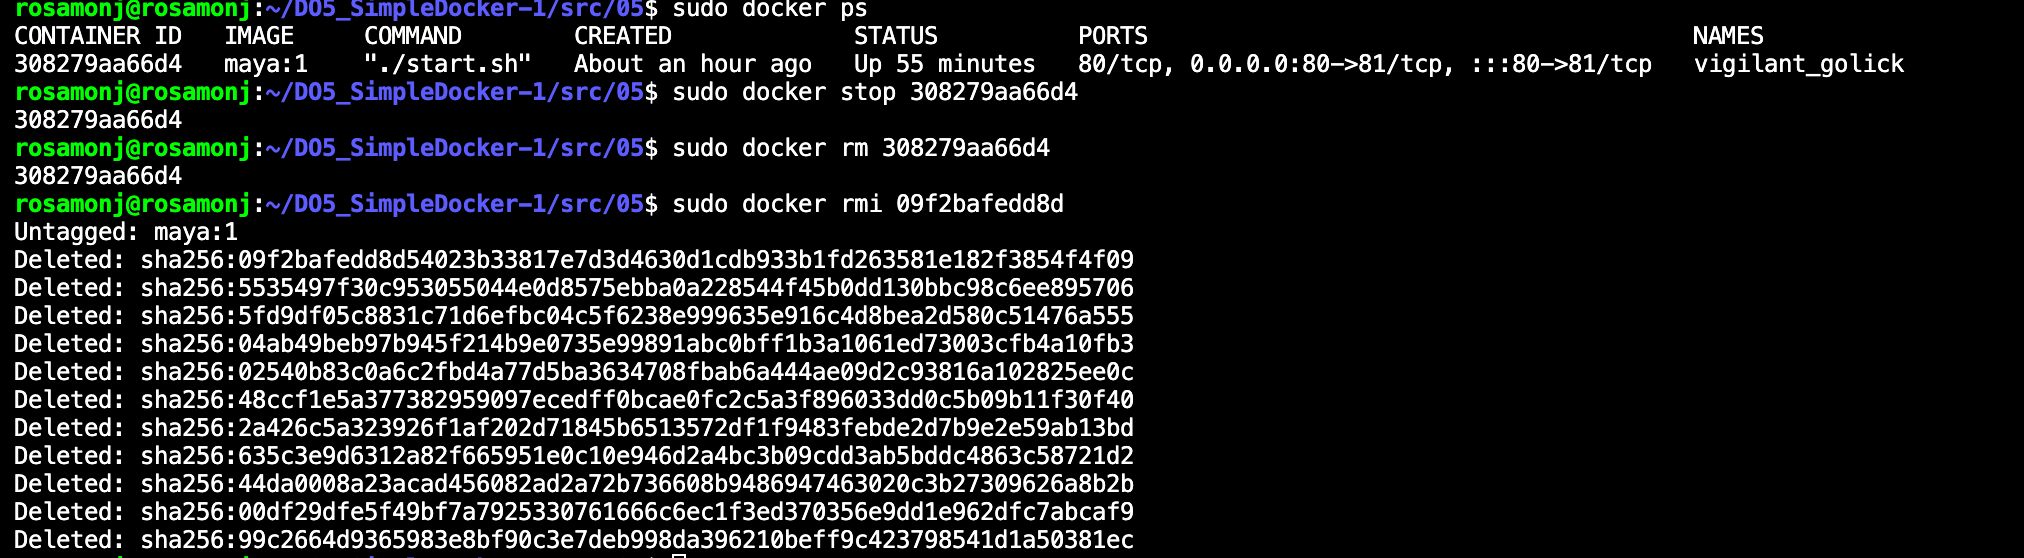 rosamonj@rosamonj:~/DO5_SimpleDocker-1/src/05$ sudo docker ps
CONTAINER ID   IMAGE     COMMAND        CREATED             STATUS          PORTS                                       NAMES
308279aa66d4   maya:1    "./start.sh"   About an hour ago   Up 55 minutes   80/tcp, 0.0.0.0:80->81/tcp, :::80->81/tcp   vigilant_golick
rosamonj@rosamonj:~/DO5_SimpleDocker-1/src/05$ sudo docker stop 308279aa66d4
308279aa66d4
rosamonj@rosamonj:~/DO5_SimpleDocker-1/src/05$ sudo docker rm 308279aa66d4
308279aa66d4
rosamonj@rosamonj:~/DO5_SimpleDocker-1/src/05$ sudo docker rmi 09f2bafedd8d
Untagged: maya:1
Deleted: sha256:09f2bafedd8d54023b33817e7d3d4630d1cdb933b1fd263581e182f3854f4f09
Deleted: sha256:5535497f30c953055044e0d8575ebba0a228544f45b0dd130bbc98c6ee895706
Deleted: sha256:5fd9df05c8831c71d6efbc04c5f6238e999635e916c4d8bea2d580c51476a555
Deleted: sha256:04ab49beb97b945f214b9e0735e99891abc0bff1b3a1061ed73003cfb4a10fb3
Deleted: sha256:02540b83c0a6c2fbd4a77d5ba3634708fbab6a444ae09d2c93816a102825ee0c
Deleted: sha256:48ccf1e5a377382959097ecedff0bcae0fc2c5a3f896033dd0c5b09b11f30f40
Deleted: sha256:2a426c5a323926f1af202d71845b6513572df1f9483febde2d7b9e2e59ab13bd
Deleted: sha256:635c3e9d6312a82f665951e0c10e946d2a4bc3b09cdd3ab5bddc4863c58721d2
Deleted: sha256:44da0008a23acad456082ad2a72b736608b9486947463020c3b27309626a8b2b
Deleted: sha256:00df29dfe5f49bf7a7925330761666c6ec1f3ed370356e9dd1e962dfc7abcaf9
Deleted: sha256:99c2664d9365983e8bf90c3e7deb998da396210beff9c423798541d1a50381ec